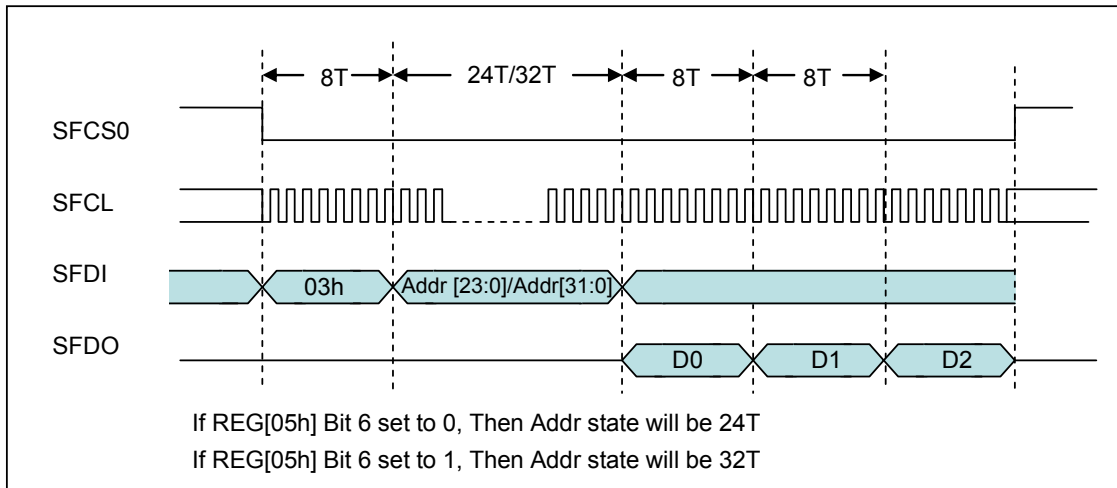 8T 24T/32T 8T 8T
SFCS0
SFCL
SFDI 03h Addr [23:0]/Addr[31:0]
SFDO D0 D1 D2
If REG[05h] Bit 6 set to 0, Then Addr state will be 24T
If REG[05h] Bit 6 set to 1, Then Addr state will be 32T